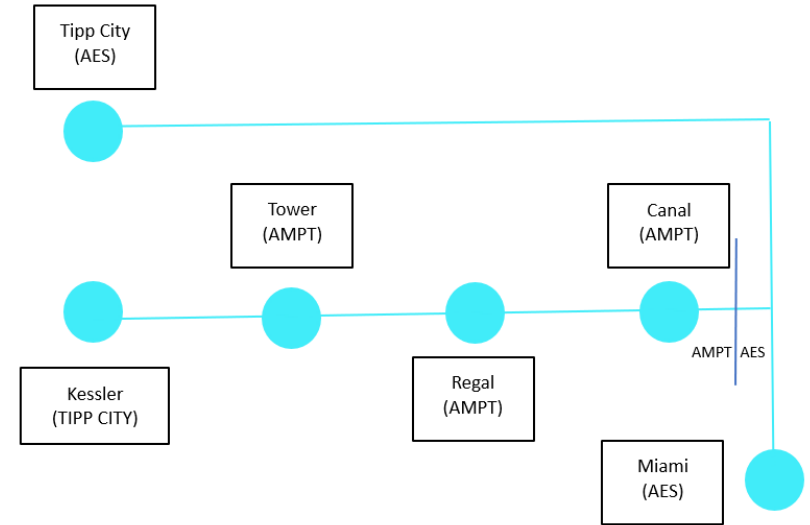 Tipp City
(AES)
Tower
(AMPT)
Canal
(AMPT)
AMPT
AES
Kessler
(TIPP CITY)
Regal
(AMPT)
Miami
(AES)